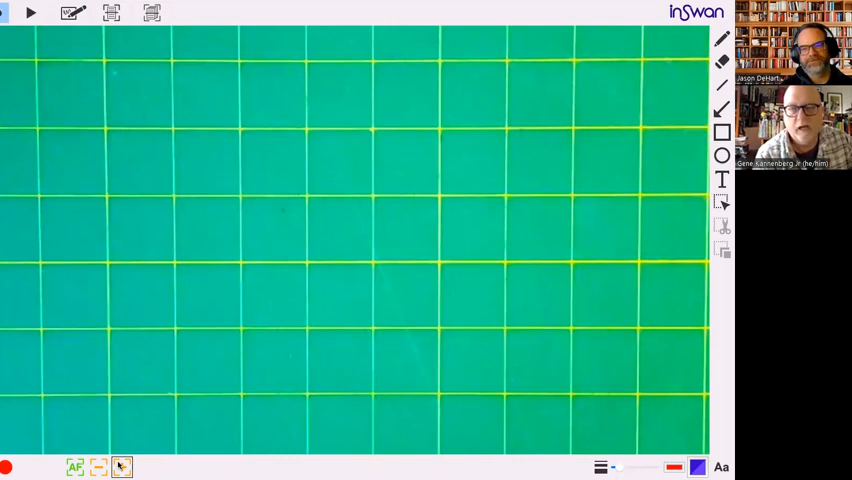 inSwan
Jason DeHart
Gene Kannenberg Jr (he/him)
T
AF
Aa